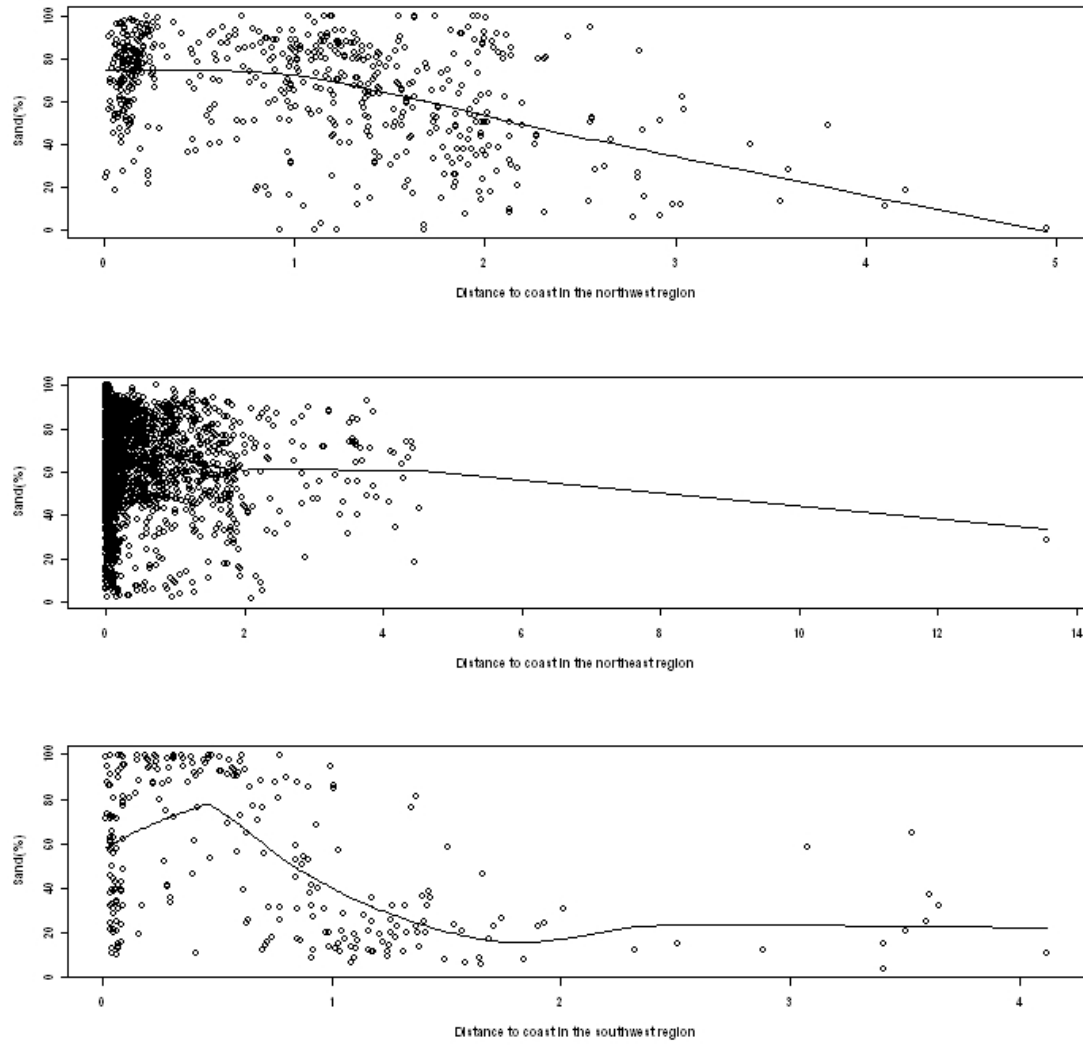 100
80
60
40
20
0
Sand(%)
0 1 2 3 4 5
Distance to coast in the northwest region
100
80
60
40
20
0
Sand(%)
0 2 4 6 8 10 12 14
Distance to coast in the northeast region
100
80
60
40
20
0
Sand(%)
0 1 2 3 4
Distance to coast in the southwest region